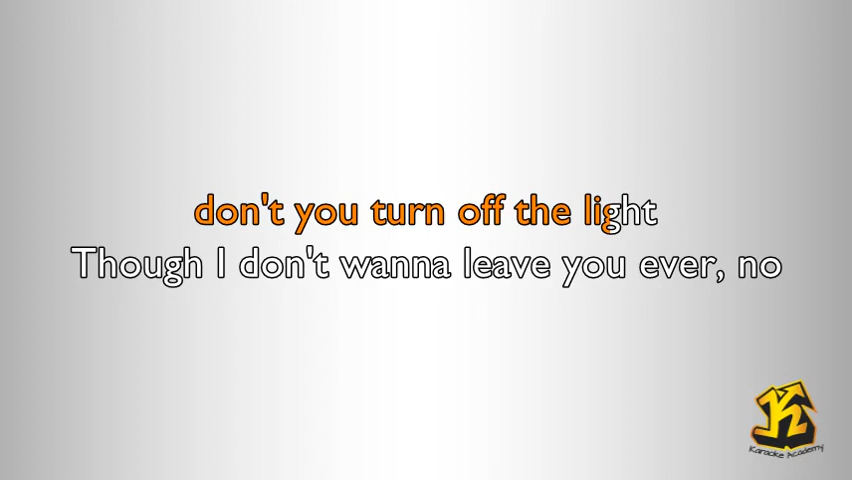 don't you turn off the light
Though I don't wanna leave you ever, no
K
Karaoke Academy